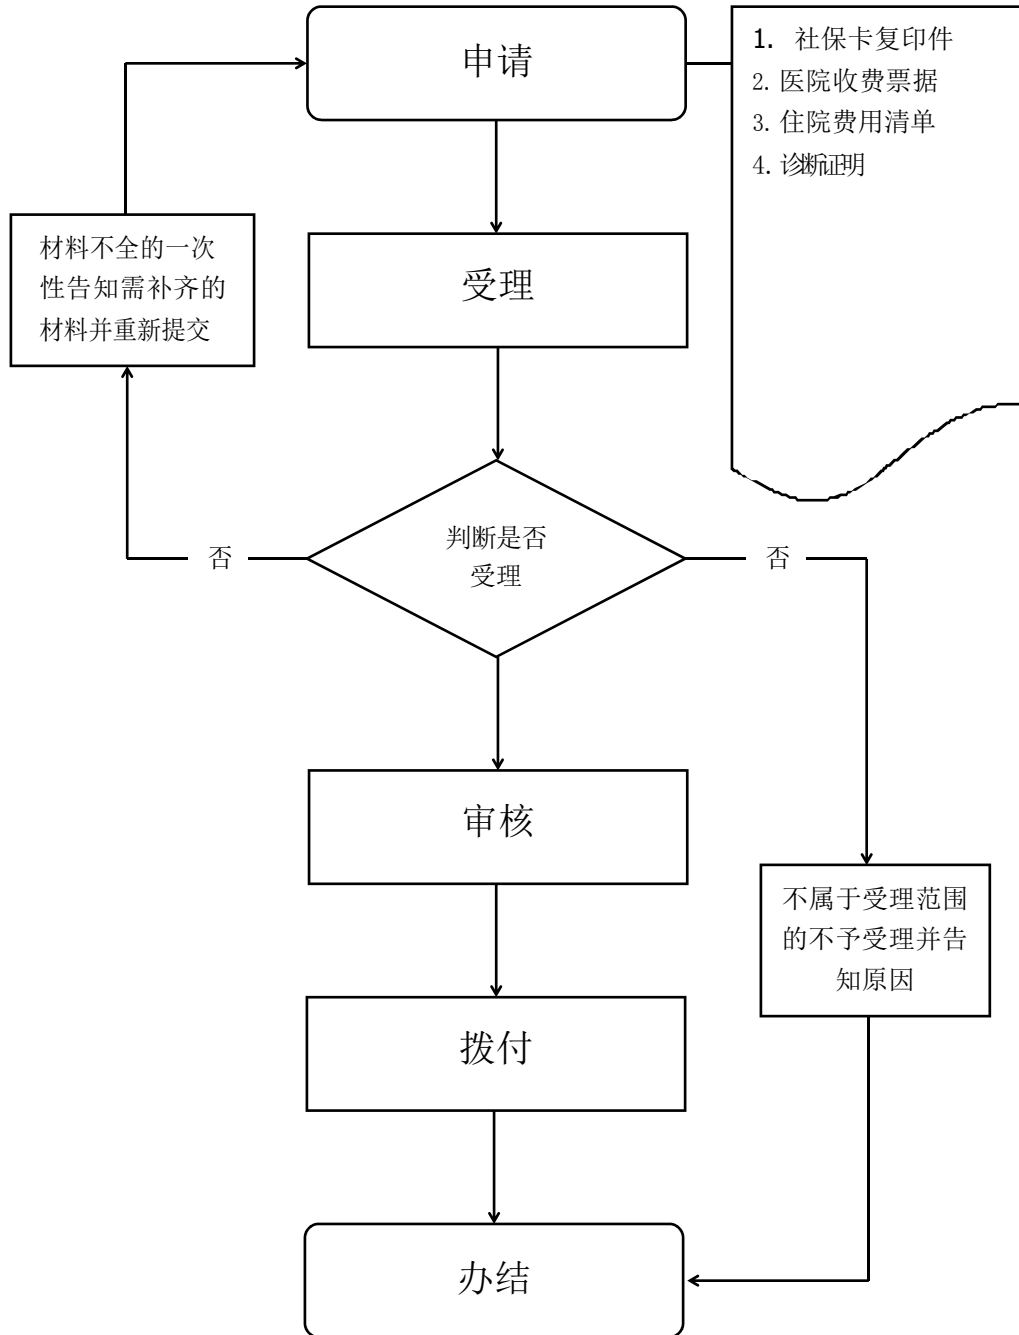 申请
1. 社保卡复印件
2. 医院收费票据
3. 住院费用清单
4. 诊断证明
材料不全的一次
性告知需补齐的
材料并重新提交
受理
判断是否
受理
否
否
审核
不属于受理范围
的不予受理并告
知原因
拨付
办结